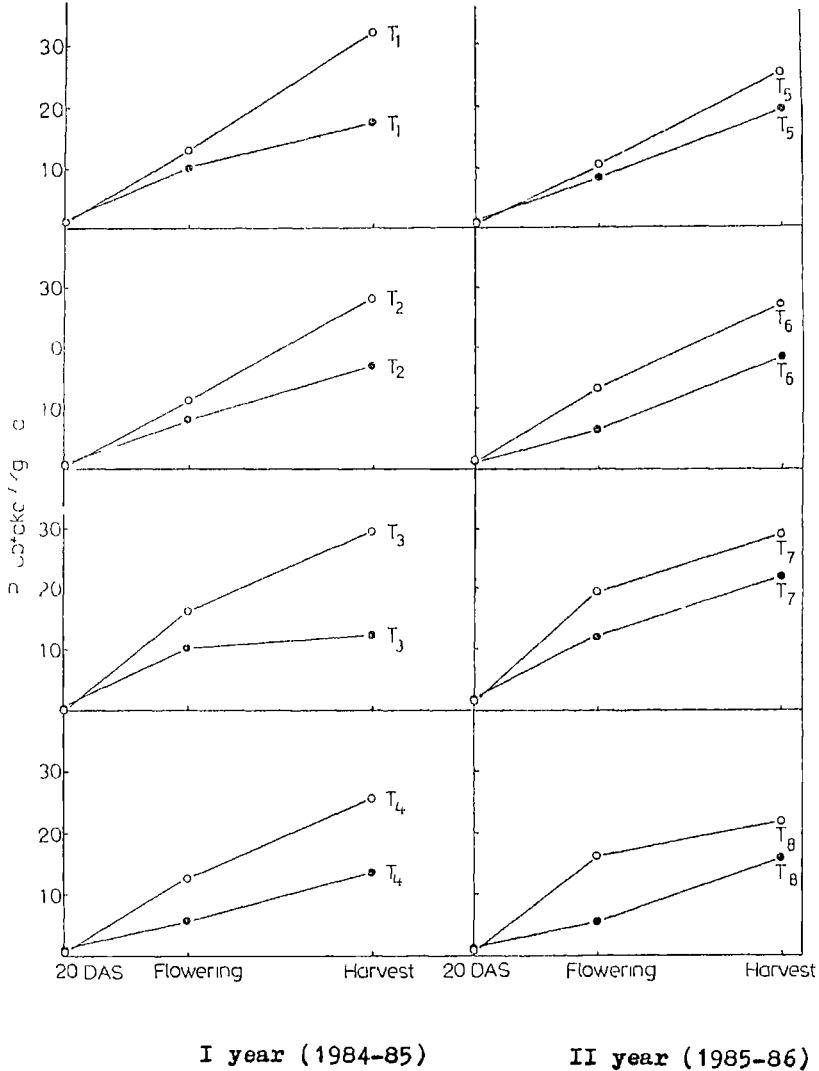 30
20
10
T1
T1
T5
T5
30
0
10
T2
T2
T6
T6
30
20
10
T3
T3
T7
T7
30
20
10
T4
T4
T8
T8
20 DAS Flowering Harvest 20 DAS Flowering Harvest
I year (1984-85) II year (1985-86)